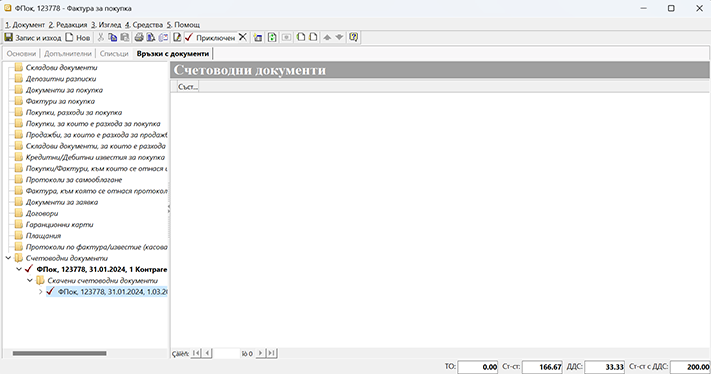 ФПок, 123778 - Фактура за покупка
1. Документ 2. Редакция 3. Изглед 4. Средства 5. Помощ
Запис и изход Нов Приключен
Основни Допълнителни Списъци Връзки с документи
Складови документи
Депозитни разписки
Документи за покупка
Фактури за покупка
Покупки, разходи за покупка
Покупки, за които е разхода за покупка
Продажби, за които е разхода за продажб
Складови документи, за които е разхода
Кредитни/Дебитни известия за покупка
Покупки/Фактури, към които се отнася и
Протоколи за самооблагане
Фактура, към която се отнася протокол
Документи за заявка
Договори
Гаранционни карти
Плащания
Протоколи по фактура/известие (касова
Счетоводни документи
ФПок, 123778, 31.01.2024, 1 Контраге
Скачени счетоводни документи
ФПок, 123778, 31.01.2024, 1.03.20
Счетоводни документи
Съст...
Çàïèñ: îò 0
ТО: 0.00 Ст-ст: 166.67 ДДС: 33.33 Ст-ст с ДДС: 200.00